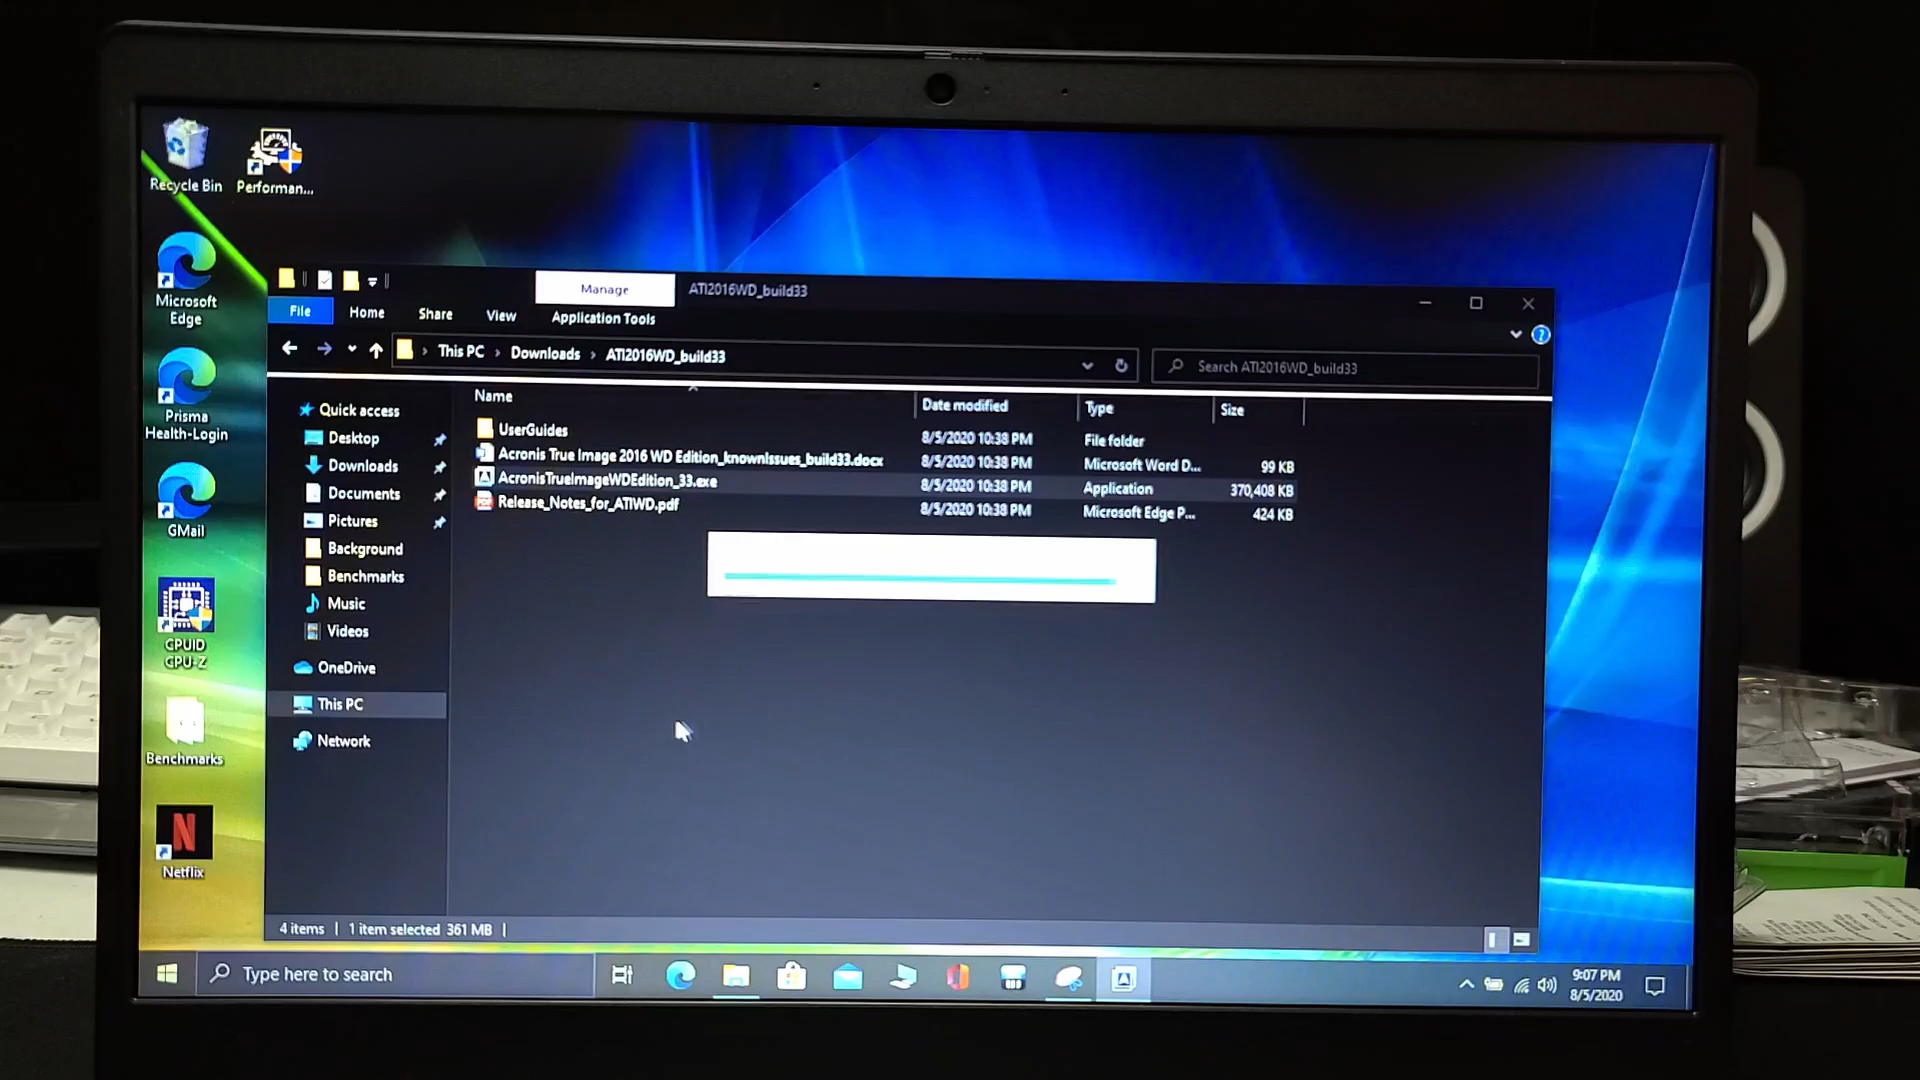 Recycle Bin
Performan...
Microsoft
Edge
Prisma
Health-Login
GMail
CPUID
CPU-Z
Benchmarks
Netflix
Manage
ATI2016WD_build33
File
Home
Share
View
Application Tools
This PC
Downloads
ATI2016WD_build33
Search ATI2016WD_build33
Name
Date modified
Type
Size
UserGuides
8/5/2020 10:38 PM
File folder
Acronis True Image 2016 WD Edition_knownIssues_build33.docx
8/5/2020 10:38 PM
Microsoft Word D...
99 KB
AcronisTrueImageWDEdition_33.exe
8/5/2020 10:38 PM
Application
370,408 KB
Release_Notes_for_ATIWD.pdf
8/5/2020 10:38 PM
Microsoft Edge P...
424 KB
Quick access
Desktop
Downloads
Documents
Pictures
Background
Benchmarks
Music
Videos
OneDrive
This PC
Network
4 items
1 item selected 361 MB
Type here to search
9:07 PM
8/5/2020